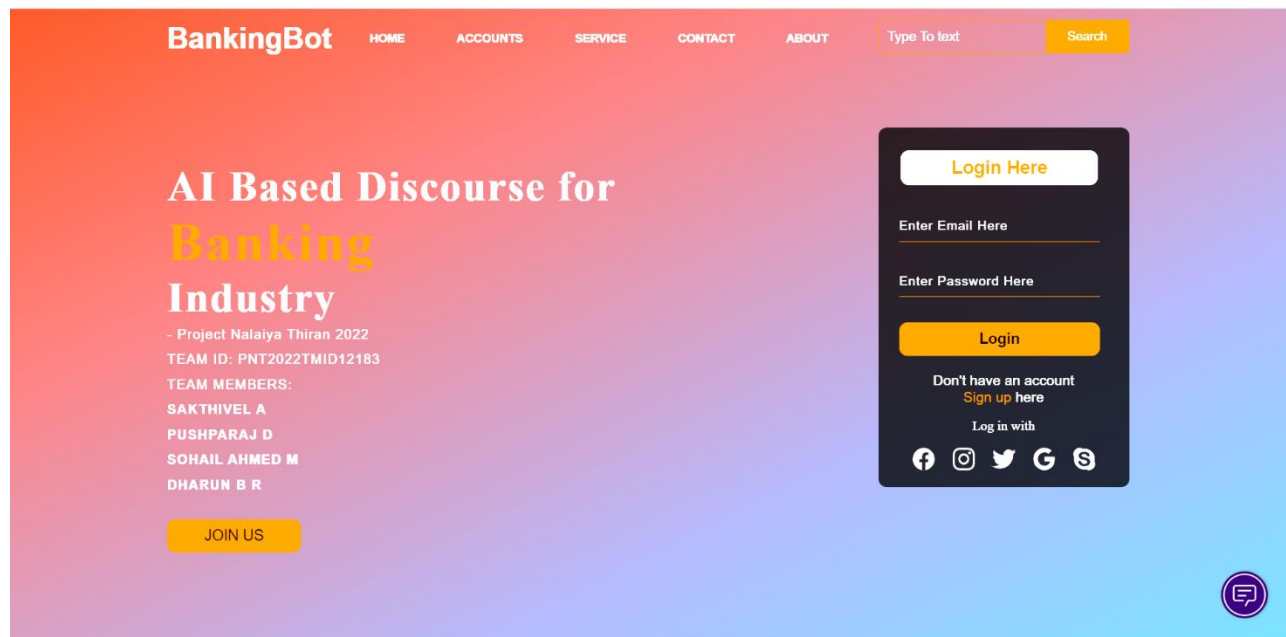 BankingBot
HOME
ACCOUNTS
SERVICE
CONTACT
ABOUT
Type To text
Search
AI Based Discourse for
Banking
Industry
- Project Nalaiya Thiran 2022
TEAM ID: PNT2022TMID12183
TEAM MEMBERS:
SAKTHIVEL A
PUSHPARAJ D
SOHAIL AHMED M
DHARUN B R
JOIN US
Login Here
Enter Email Here
Enter Password Here
Login
Don't have an account
Sign up here
Log in with